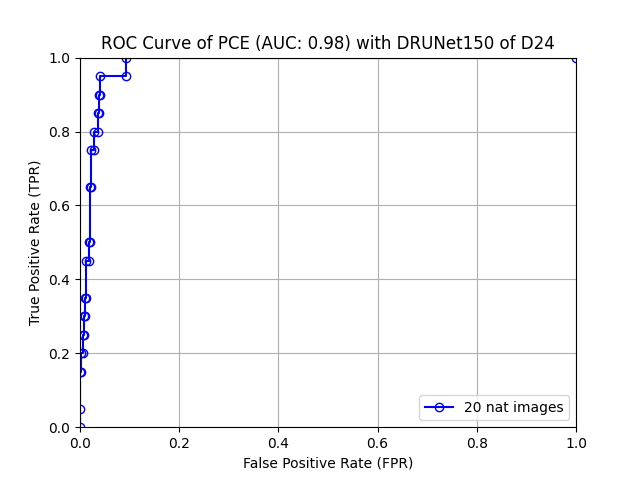 ROC Curve of PCE (AUC: 0.98) with DRUNet150 of D24
1.0
0.8
0.6
0.4
0.2
0.0
True Positive Rate (TPR)
20 nat images
0.0 0.2 0.4 0.6 0.8 1.0
False Positive Rate (FPR)